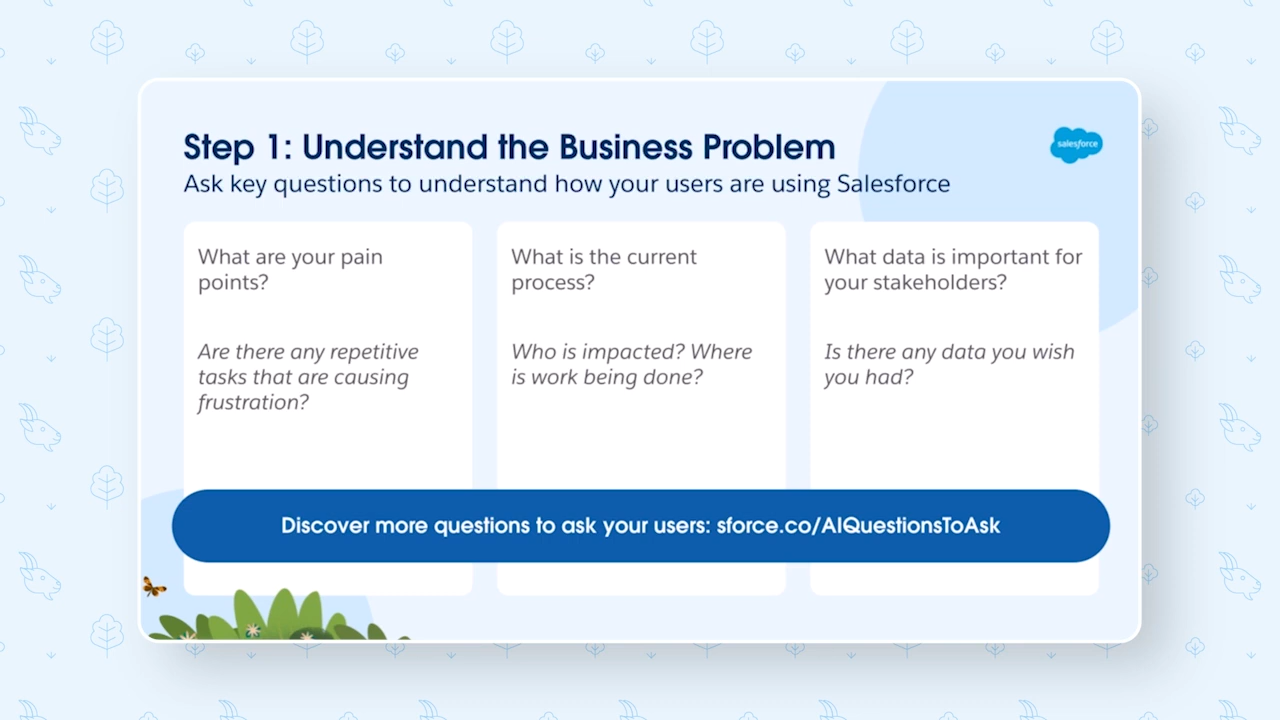 Step 1: Understand the Business Problem
salesforce
Ask key questions to understand how your users are using Salesforce
What are your pain
points?
Are there any repetitive
tasks that are causing
frustration?
What is the current
process?
Who is impacted? Where
is work being done?
What data is important for
your stakeholders?
Is there any data you wish
you had?
Discover more questions to ask your users: sforce.co/AIQuestionsToAsk